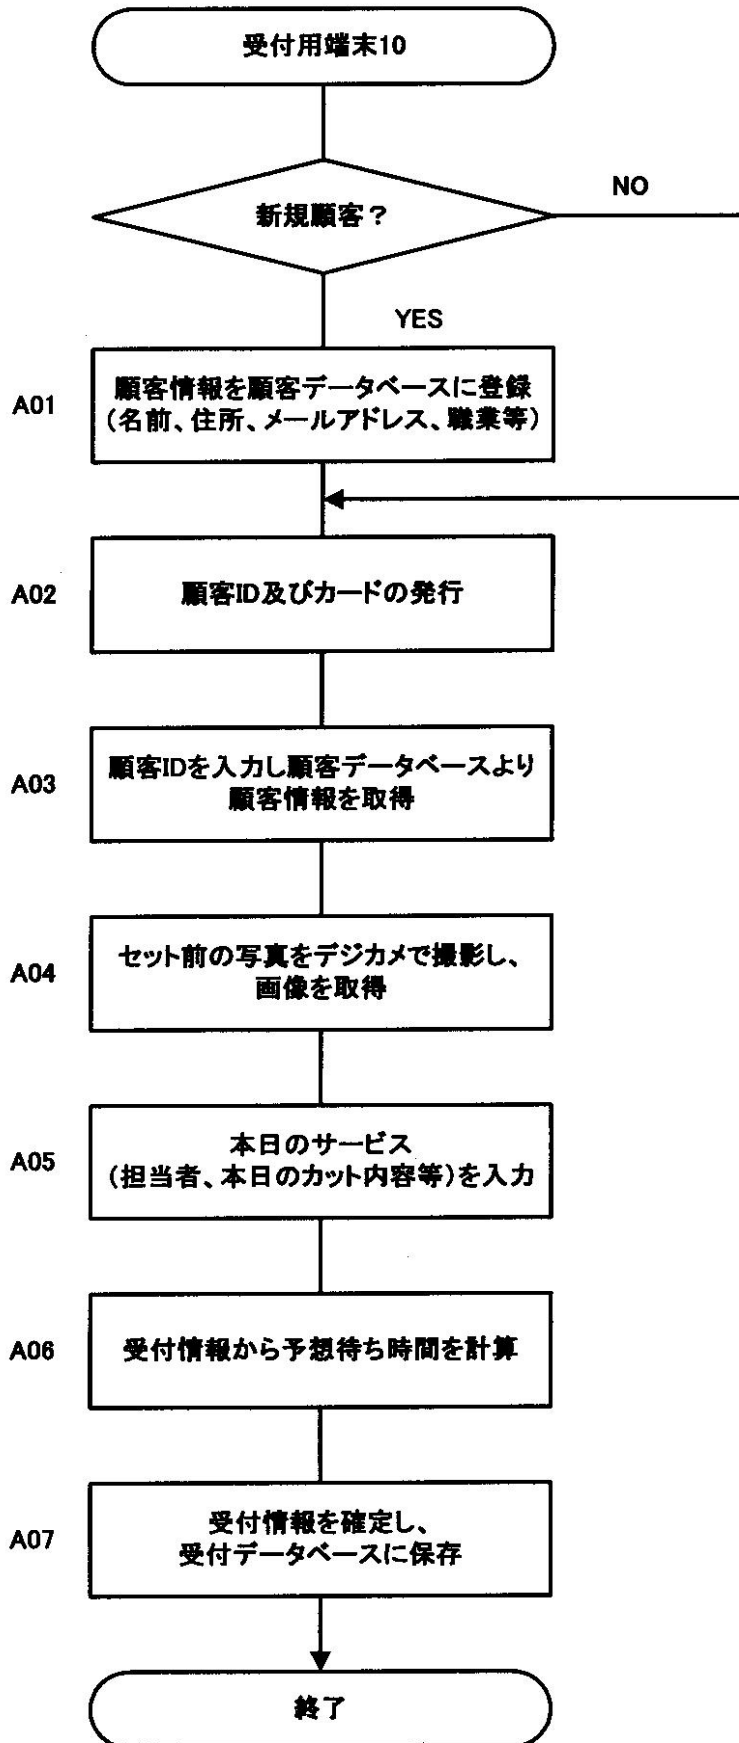 受付用端末10
新規顧客？
NO
YES
A01
顧客情報を顧客データベースに登録
（名前、住所、メールアドレス、職業等）
A02
顧客ID及びカードの発行
A03
顧客IDを入力し顧客データベースより
顧客情報を取得
A04
セット前の写真をデジカメで撮影し、
画像を取得
A05
本日のサービス
（担当者、本日のカット内容等）を入力
A06
受付情報から予想待ち時間を計算
A07
受付情報を確定し、
受付データベースに保存
終了